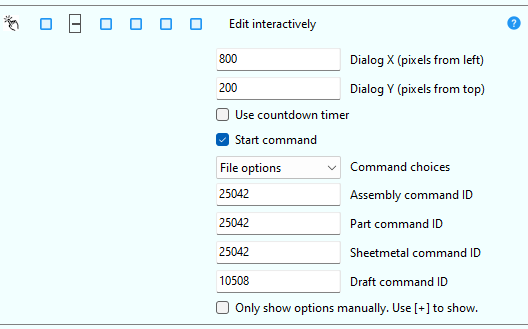 Edit interactively ?
800 Dialog X (pixels from left)
200 Dialog Y (pixels from top)
Use countdown timer
Start command
File options Command choices
25042 Assembly command ID
25042 Part command ID
25042 Sheetmetal command ID
10508 Draft command ID
Only show options manually. Use [+] to show.